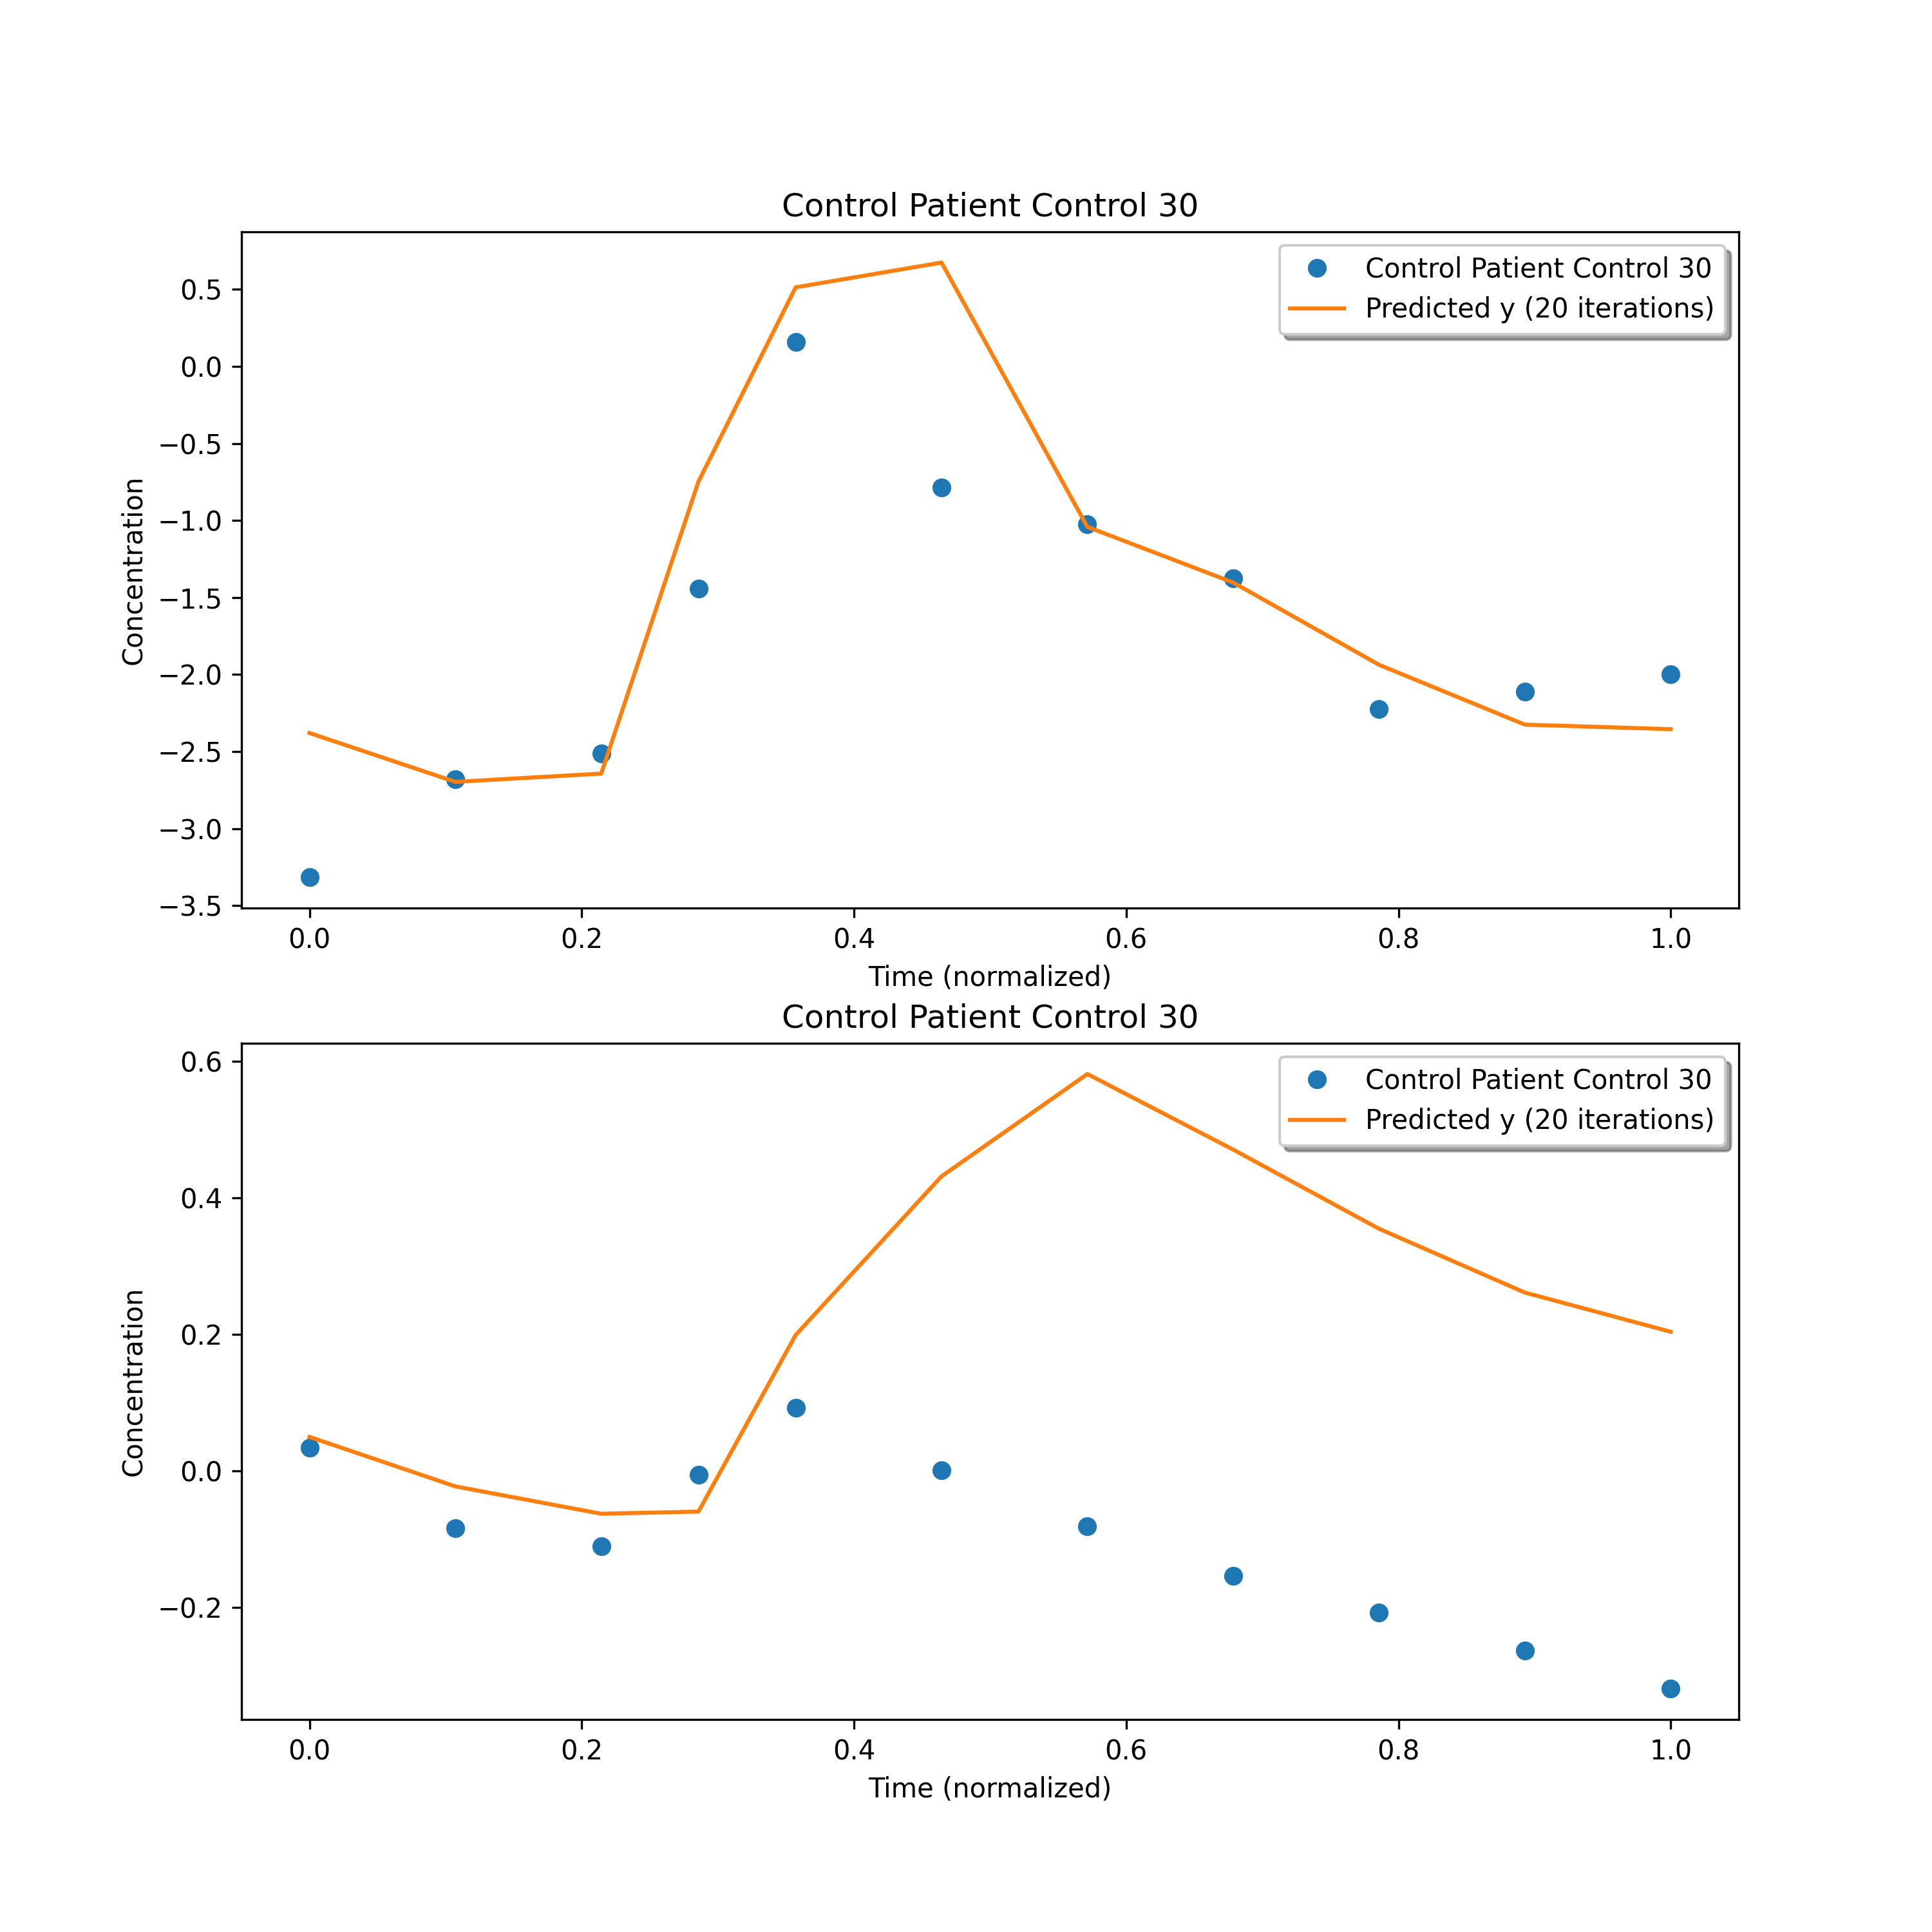 Control Patient Control 30
Control Patient Control 30
Predicted y (20 iterations)
0.5
0.0
−0.5
−1.0
−1.5
−2.0
−2.5
−3.0
−3.5
Concentration
0.0 0.2 0.4 0.6 0.8 1.0
Time (normalized)
Control Patient Control 30
Control Patient Control 30
Predicted y (20 iterations)
0.6
0.4
0.2
0.0
−0.2
Concentration
0.0 0.2 0.4 0.6 0.8 1.0
Time (normalized)